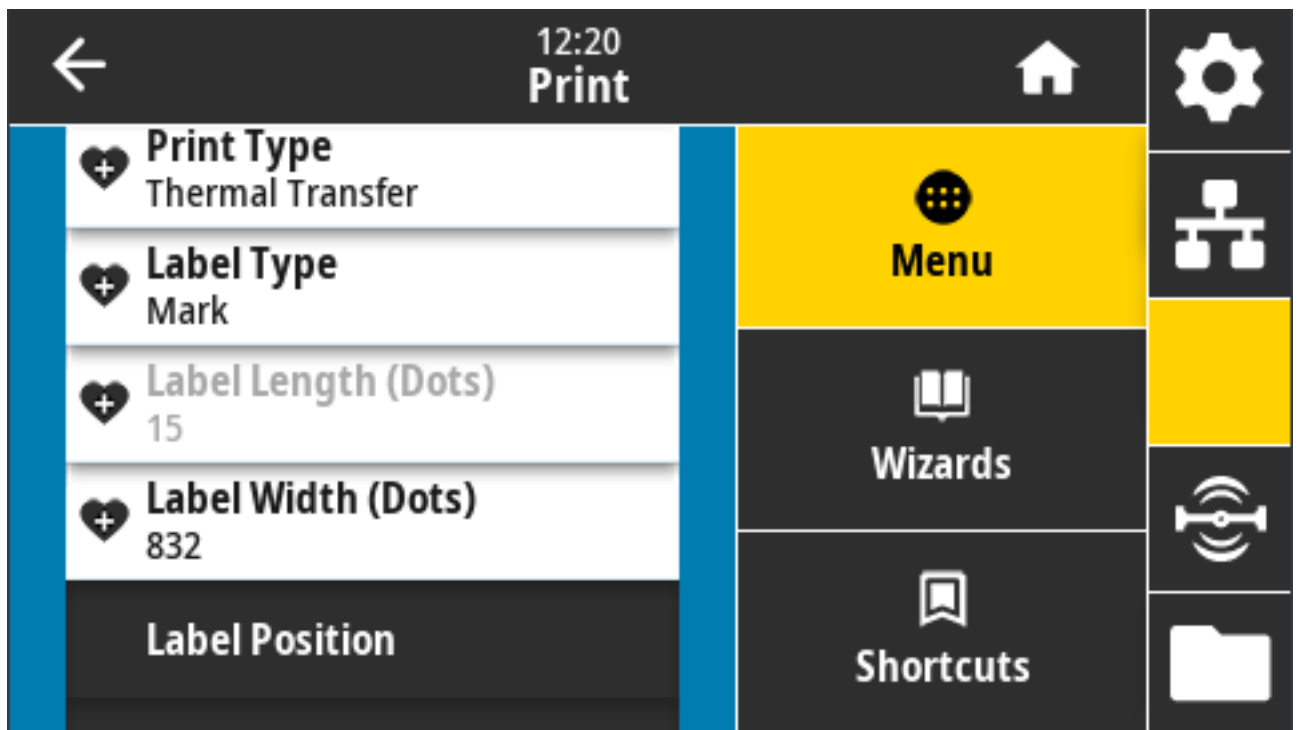 12:20
Print
Print Type
Thermal Transfer
Label Type
Mark
Label Length (Dots)
15
Label Width (Dots)
832
Label Position
Menu
Wizards
Shortcuts